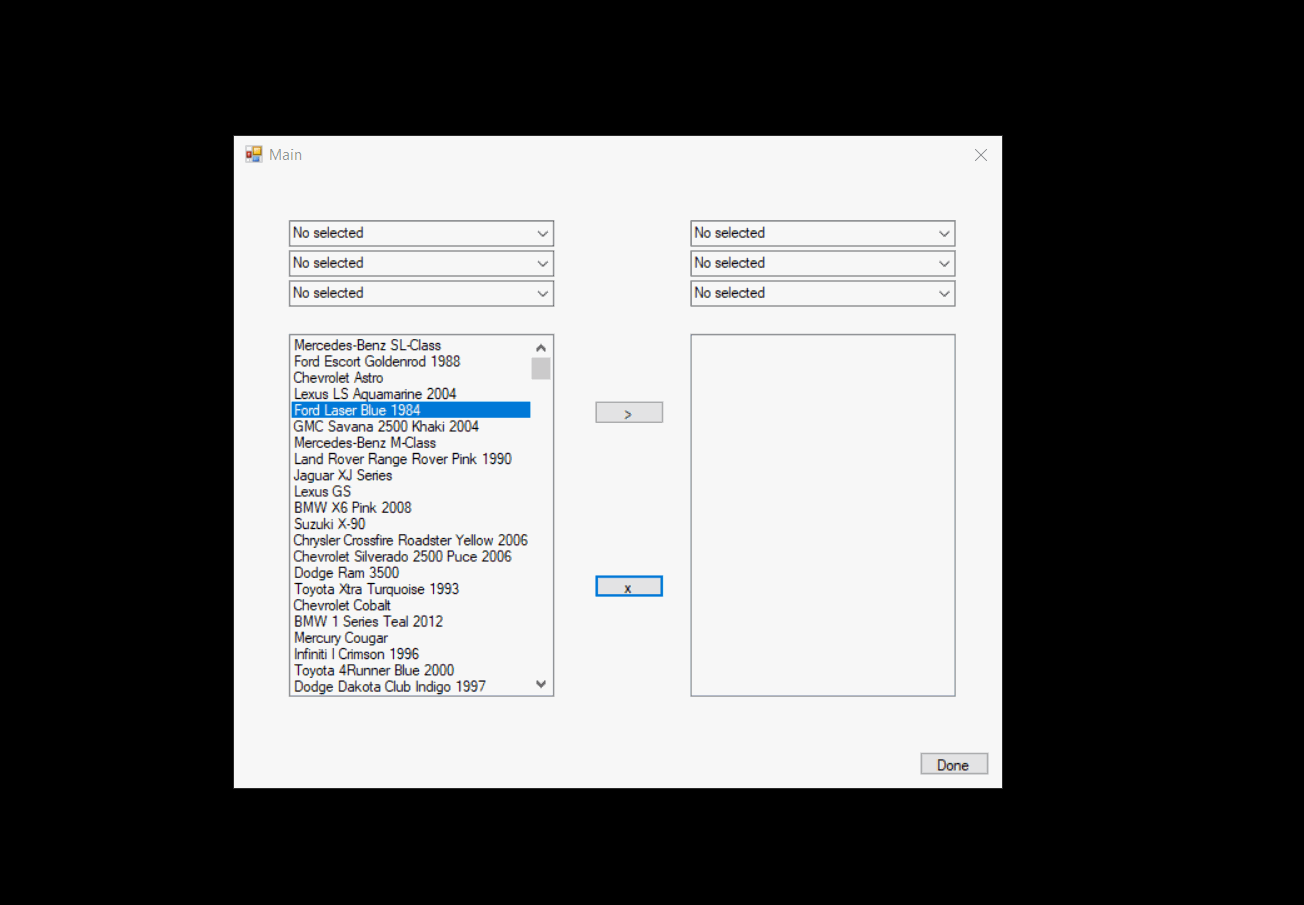 Main
No selected
No selected
No selected
No selected
No selected
No selected
Mercedes-Benz SL-Class
Ford Escort Goldenrod 1988
Chevrolet Astro
Lexus LS Aquamarine 2004
Ford Laser Blue 1984
GMC Savana 2500 Khaki 2004
Mercedes-Benz M-Class
Land Rover Range Rover Pink 1990
Jaguar XJ Series
Lexus GS
BMW X6 Pink 2008
Suzuki X-90
Chrysler Crossfire Roadster Yellow 2006
Chevrolet Silverado 2500 Puce 2006
Dodge Ram 3500
Toyota Xtra Turquoise 1993
Chevrolet Cobalt
BMW 1 Series Teal 2012
Mercury Cougar
Infiniti I Crimson 1996
Toyota 4Runner Blue 2000
Dodge Dakota Club Indigo 1997
>
x
Done